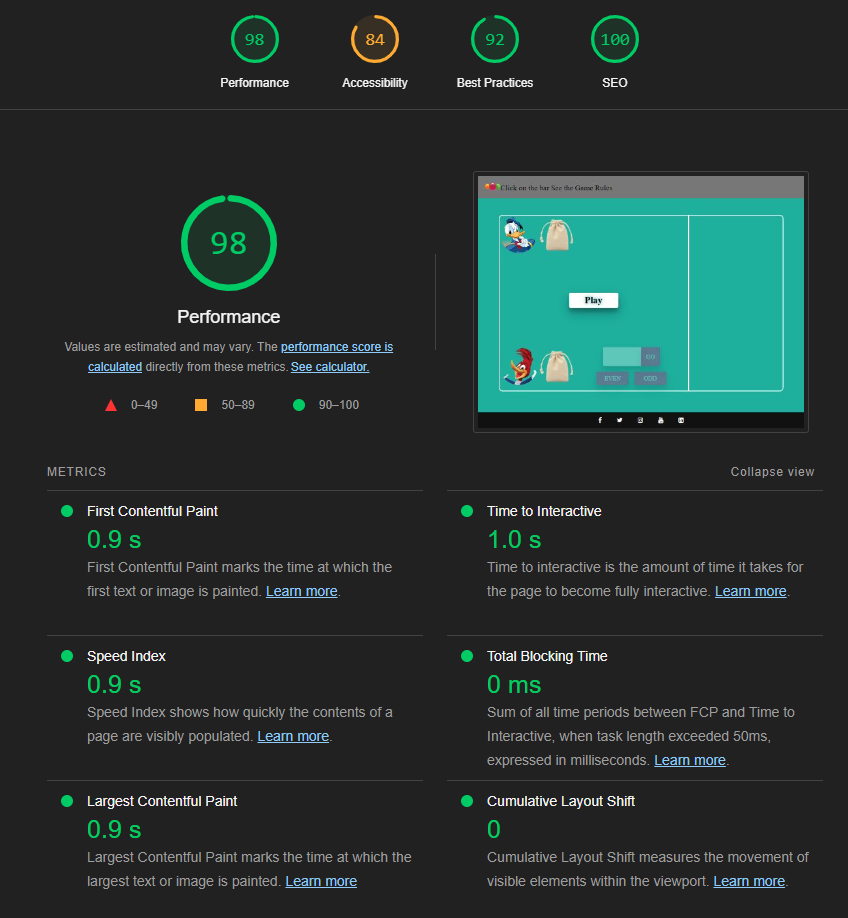 98
84
92
100
Performance
Accessibility
Best Practices
SEO
98
Performance
Values are estimated and may vary. The performance score is
calculated directly from these metrics. See calculator.
0–49
50–89
90–100
Click on the bar See the Game Rules
Play
GO
EVEN
ODD
METRICS
Collapse view
First Contentful Paint
0.9 s
First Contentful Paint marks the time at which the
first text or image is painted. Learn more.
Time to Interactive
1.0 s
Time to interactive is the amount of time it takes for
the page to become fully interactive. Learn more.
Speed Index
0.9 s
Speed Index shows how quickly the contents of a
page are visibly populated. Learn more.
Total Blocking Time
0 ms
Sum of all time periods between FCP and Time to
Interactive, when task length exceeded 50ms,
expressed in milliseconds. Learn more.
Largest Contentful Paint
0.9 s
Largest Contentful Paint marks the time at which the
largest text or image is painted. Learn more
Cumulative Layout Shift
0
Cumulative Layout Shift measures the movement of
visible elements within the viewport. Learn more.